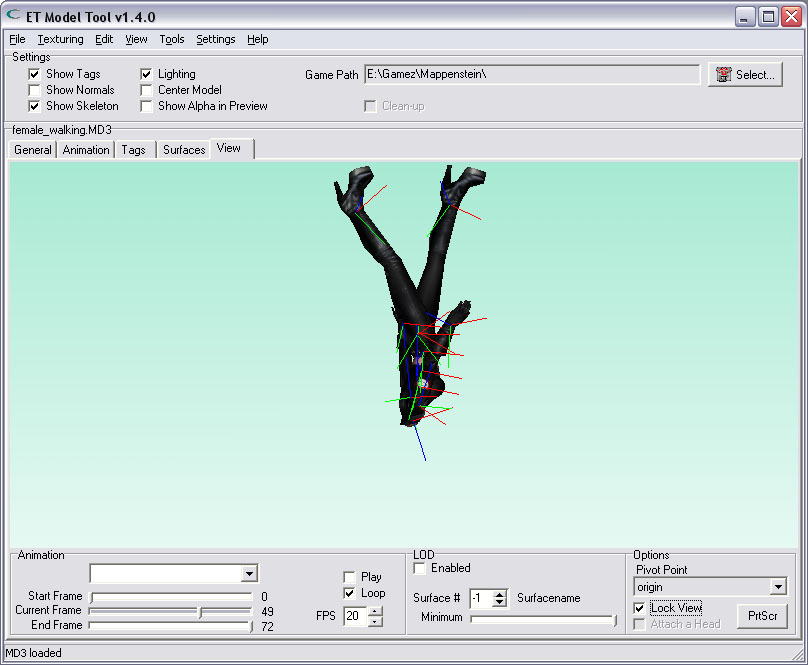 ET Model Tool v1.4.0
File Texturing Edit View Tools Settings Help
Settings
Show Tags Lighting Game Path E:\Gamez\Mappenstein\ Select...
Show Normals Center Model
Show Skeleton Show Alpha in Preview Clean-up
female_walking.MD3
General Animation Tags Surfaces View
Animation LOD Options
Enabled Pivot Point
Play origin
Start Frame 0 Loop Surface # -1 Surfacename Lock View
Current Frame 49 FPS 20 Minimum PrtScr
End Frame 72 Attach a Head
MD3 loaded